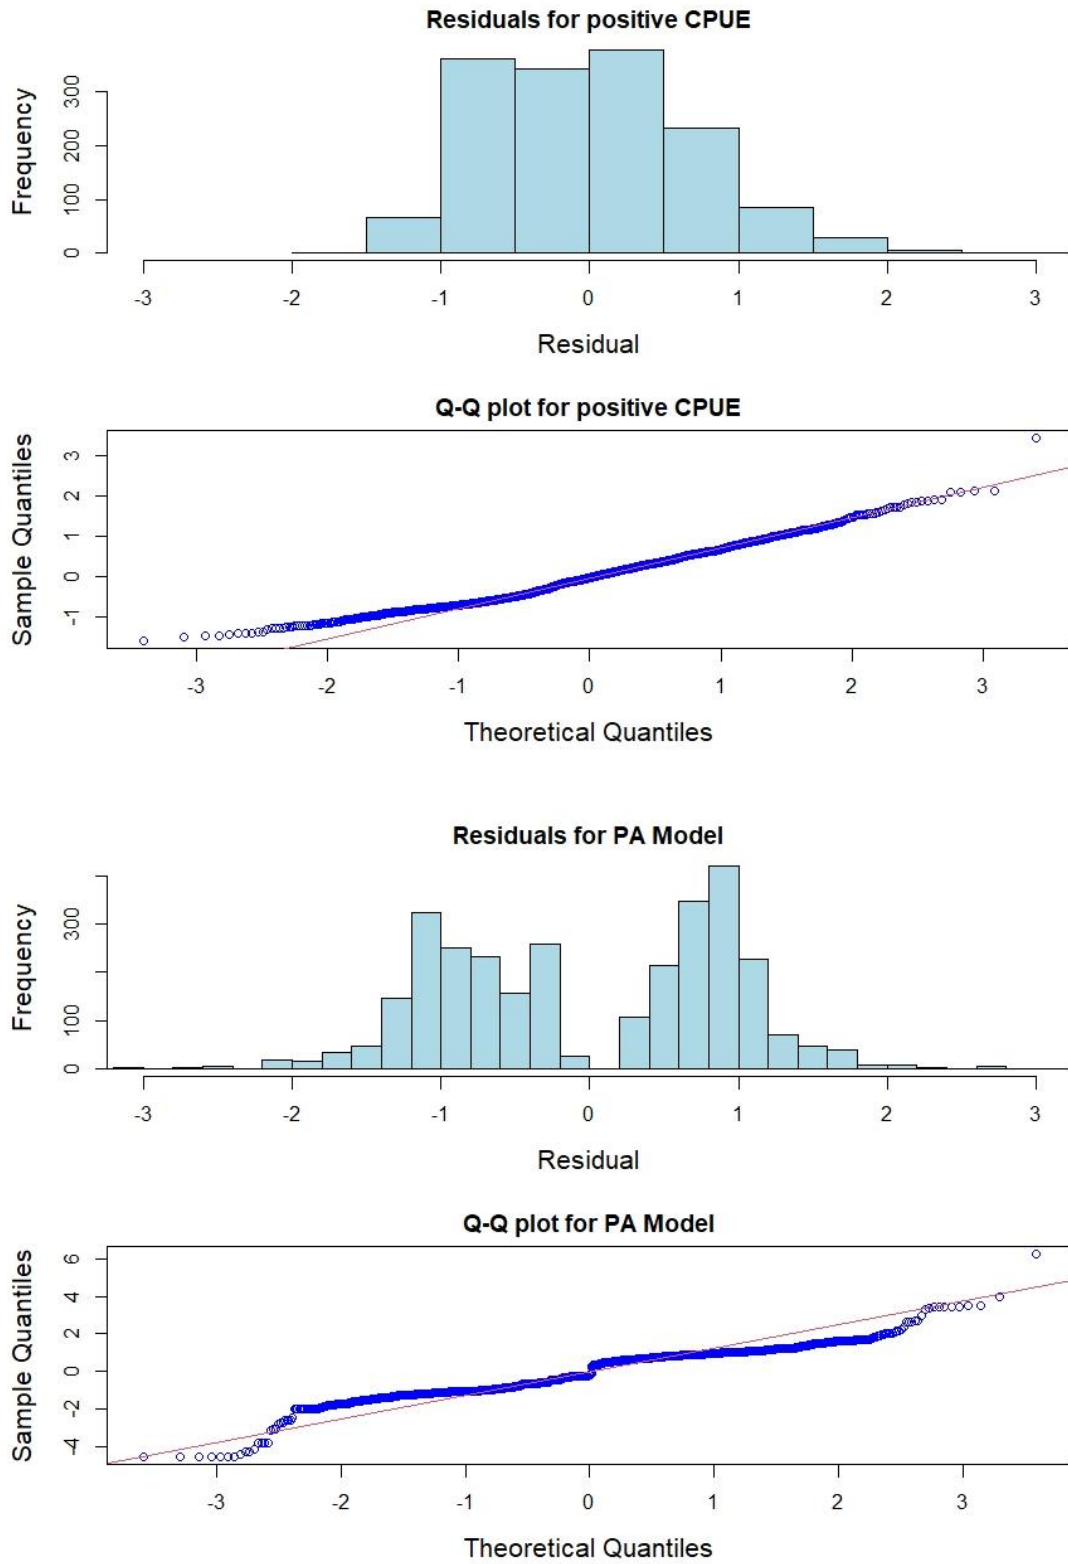 Residuals for positive CPUE
Frequency
0 100 200 300
-3 -2 -1 0 1 2 3
Residual
Q-Q plot for positive CPUE
Sample Quantiles
-1 0 1 2 3
-3 -2 -1 0 1 2 3
Theoretical Quantiles
Residuals for PA Model
Frequency
0 100 300
-3 -2 -1 0 1 2 3
Residual
Q-Q plot for PA Model
Sample Quantiles
-4 -2 0 2 4 6
-3 -2 -1 0 1 2 3
Theoretical Quantiles